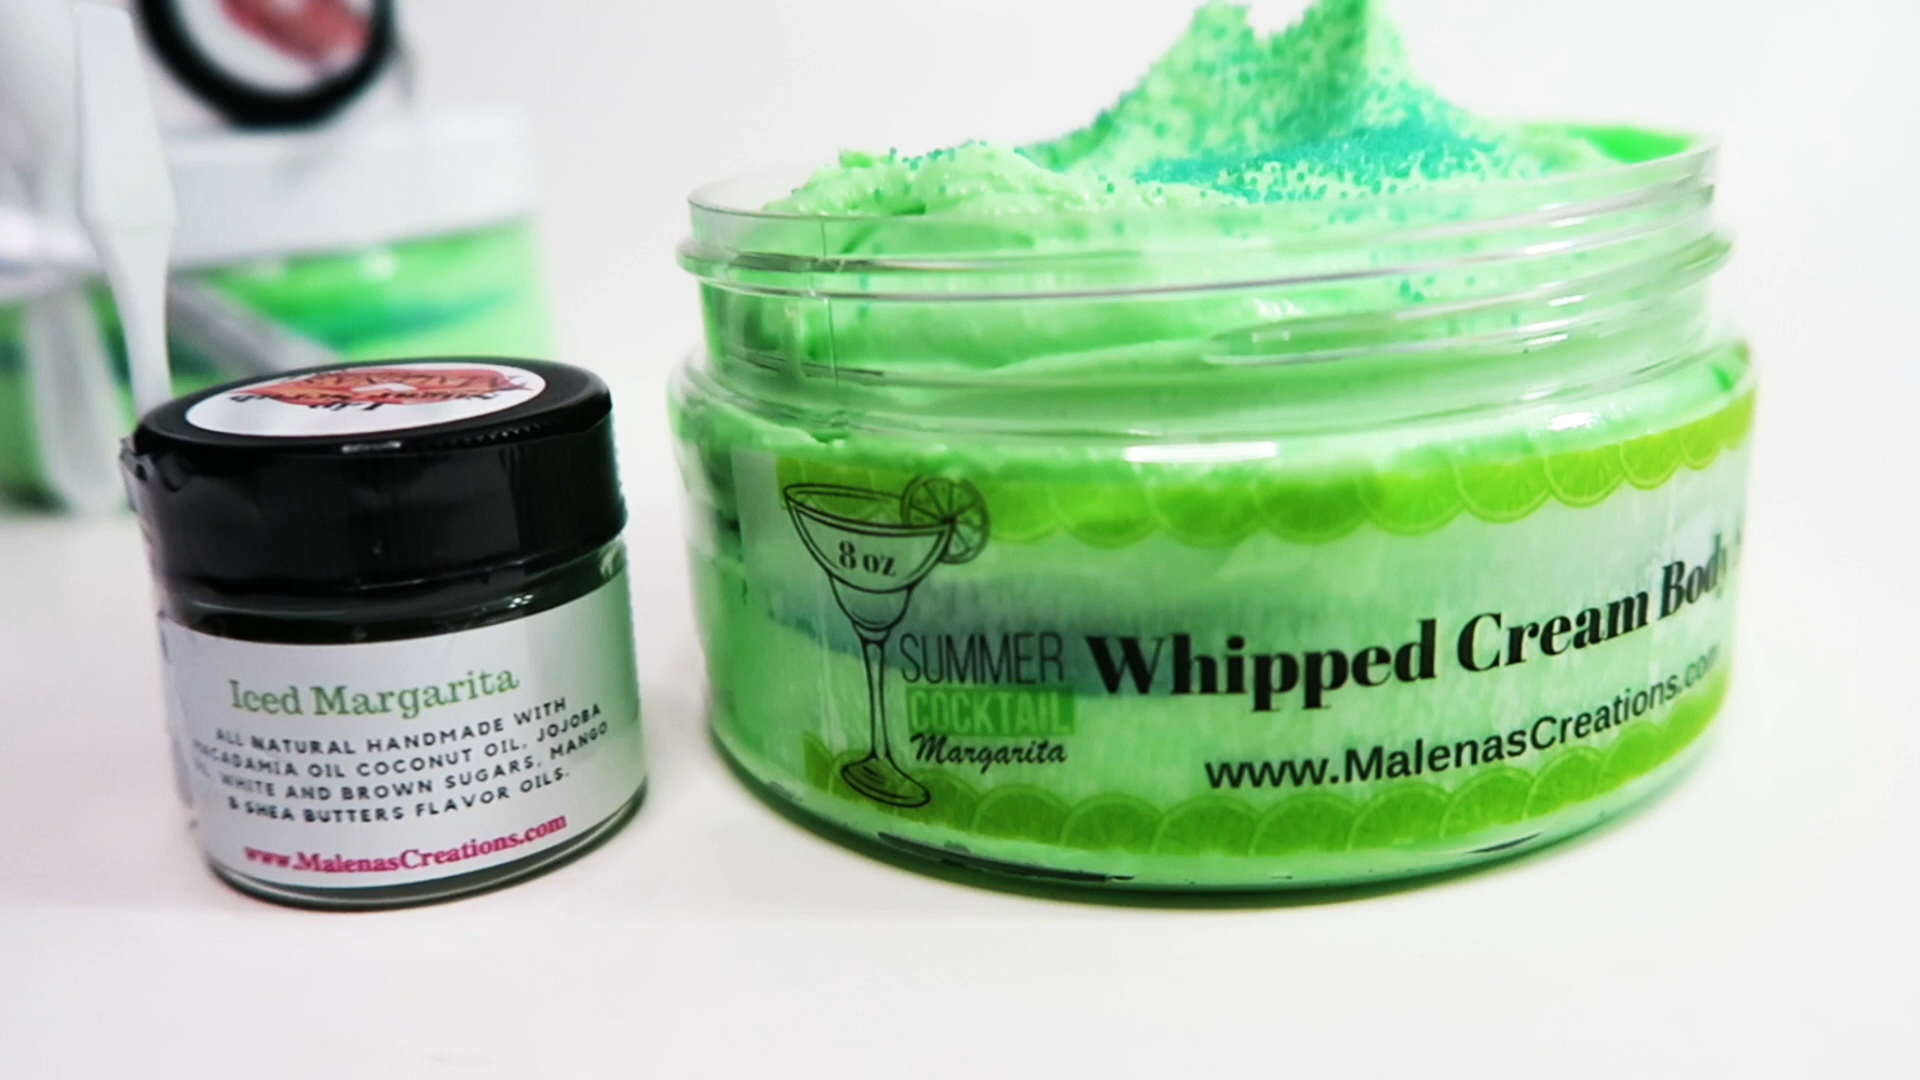 Iced Margarita
ALL NATURAL HANDMADE WITH
MACADAMIA OIL COCONUT OIL, JOJOBA
WHITE AND BROWN SUGARS, MANGO
& SHEA BUTTERS FLAVOR OILS.
www.MalenasCreations.com
8 oz
SUMMER
COCKTAIL
Margarita
Whipped Cream Body
www.MalenasCreations.com